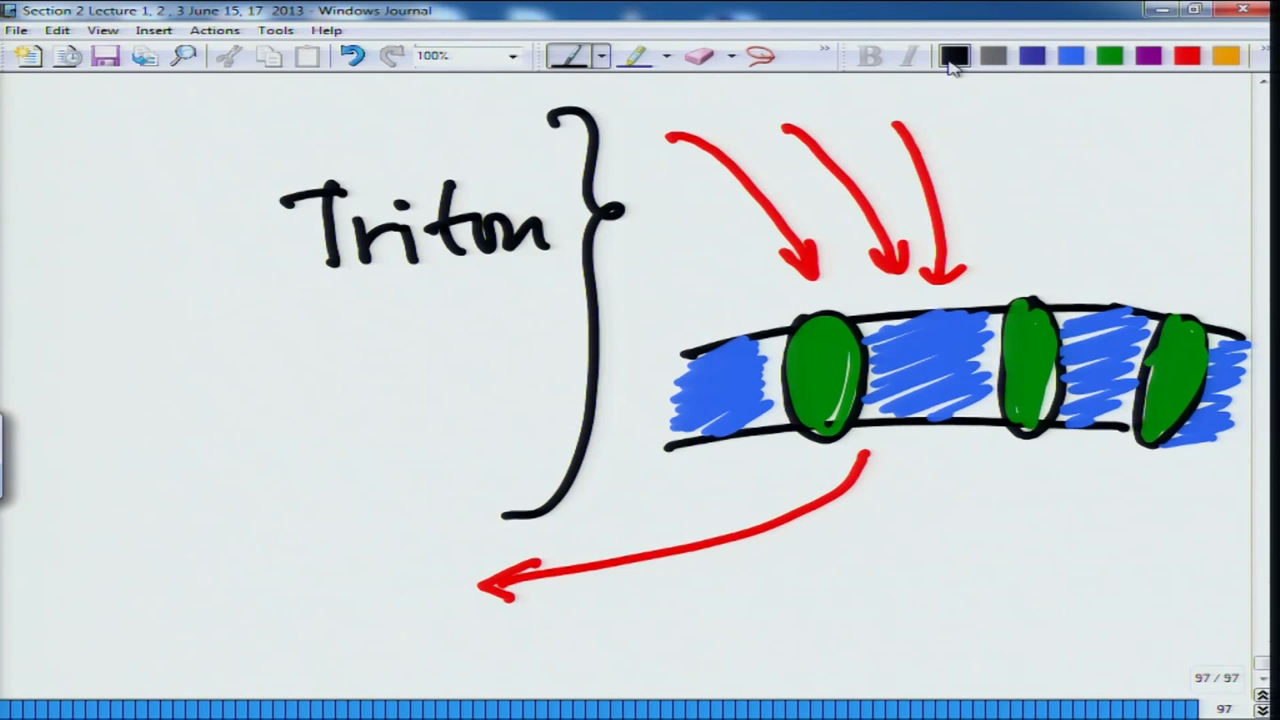 Section 2 Lecture 1, 2 , 3 June 15, 17 2013 - Windows Journal
File Edit View Insert Actions Tools Help
100% B I
Triton
97 / 97
97